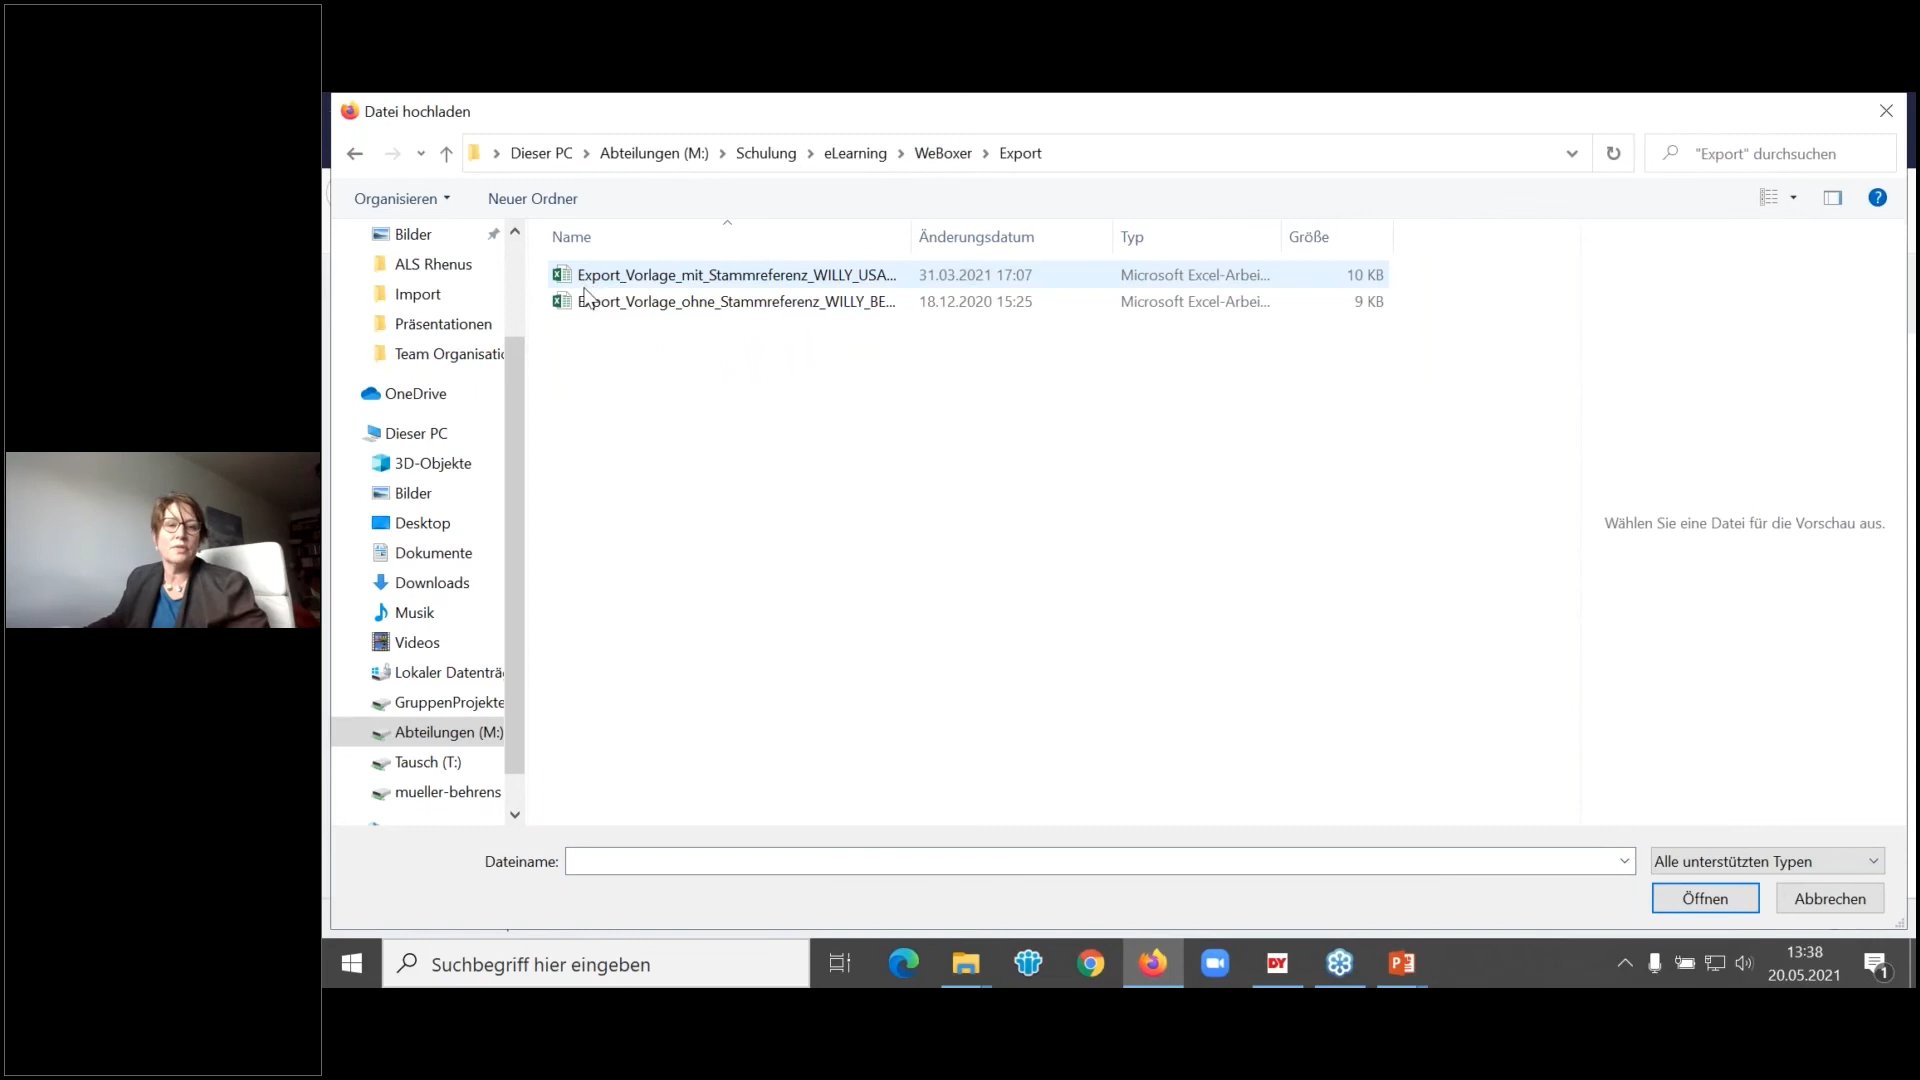 Datei hochladen
Dieser PC > Abteilungen (M:) > Schulung > eLearning > WeBoxer > Export
"Export" durchsuchen
Organisieren
Neuer Ordner
?
Bilder
ALS Rhenus
Import
Präsentationen
Team Organisatio
OneDrive
Dieser PC
3D-Objekte
Bilder
Desktop
Dokumente
Downloads
Musik
Videos
Lokaler Datenträ
GruppenProjekte
Abteilungen (M:)
Tausch (T:)
mueller-behrens
Name Änderungsdatum Typ Größe
Export_Vorlage_mit_Stammreferenz_WILLY_USA... 31.03.2021 17:07 Microsoft Excel-Arbei... 10 KB
Export_Vorlage_ohne_Stammreferenz_WILLY_BE... 18.12.2020 15:25 Microsoft Excel-Arbei... 9 KB
Wählen Sie eine Datei für die Vorschau aus.
Dateiname:
Alle unterstützten Typen
Öffnen
Abbrechen
Suchbegriff hier eingeben
DY
13:38
20.05.2021
1